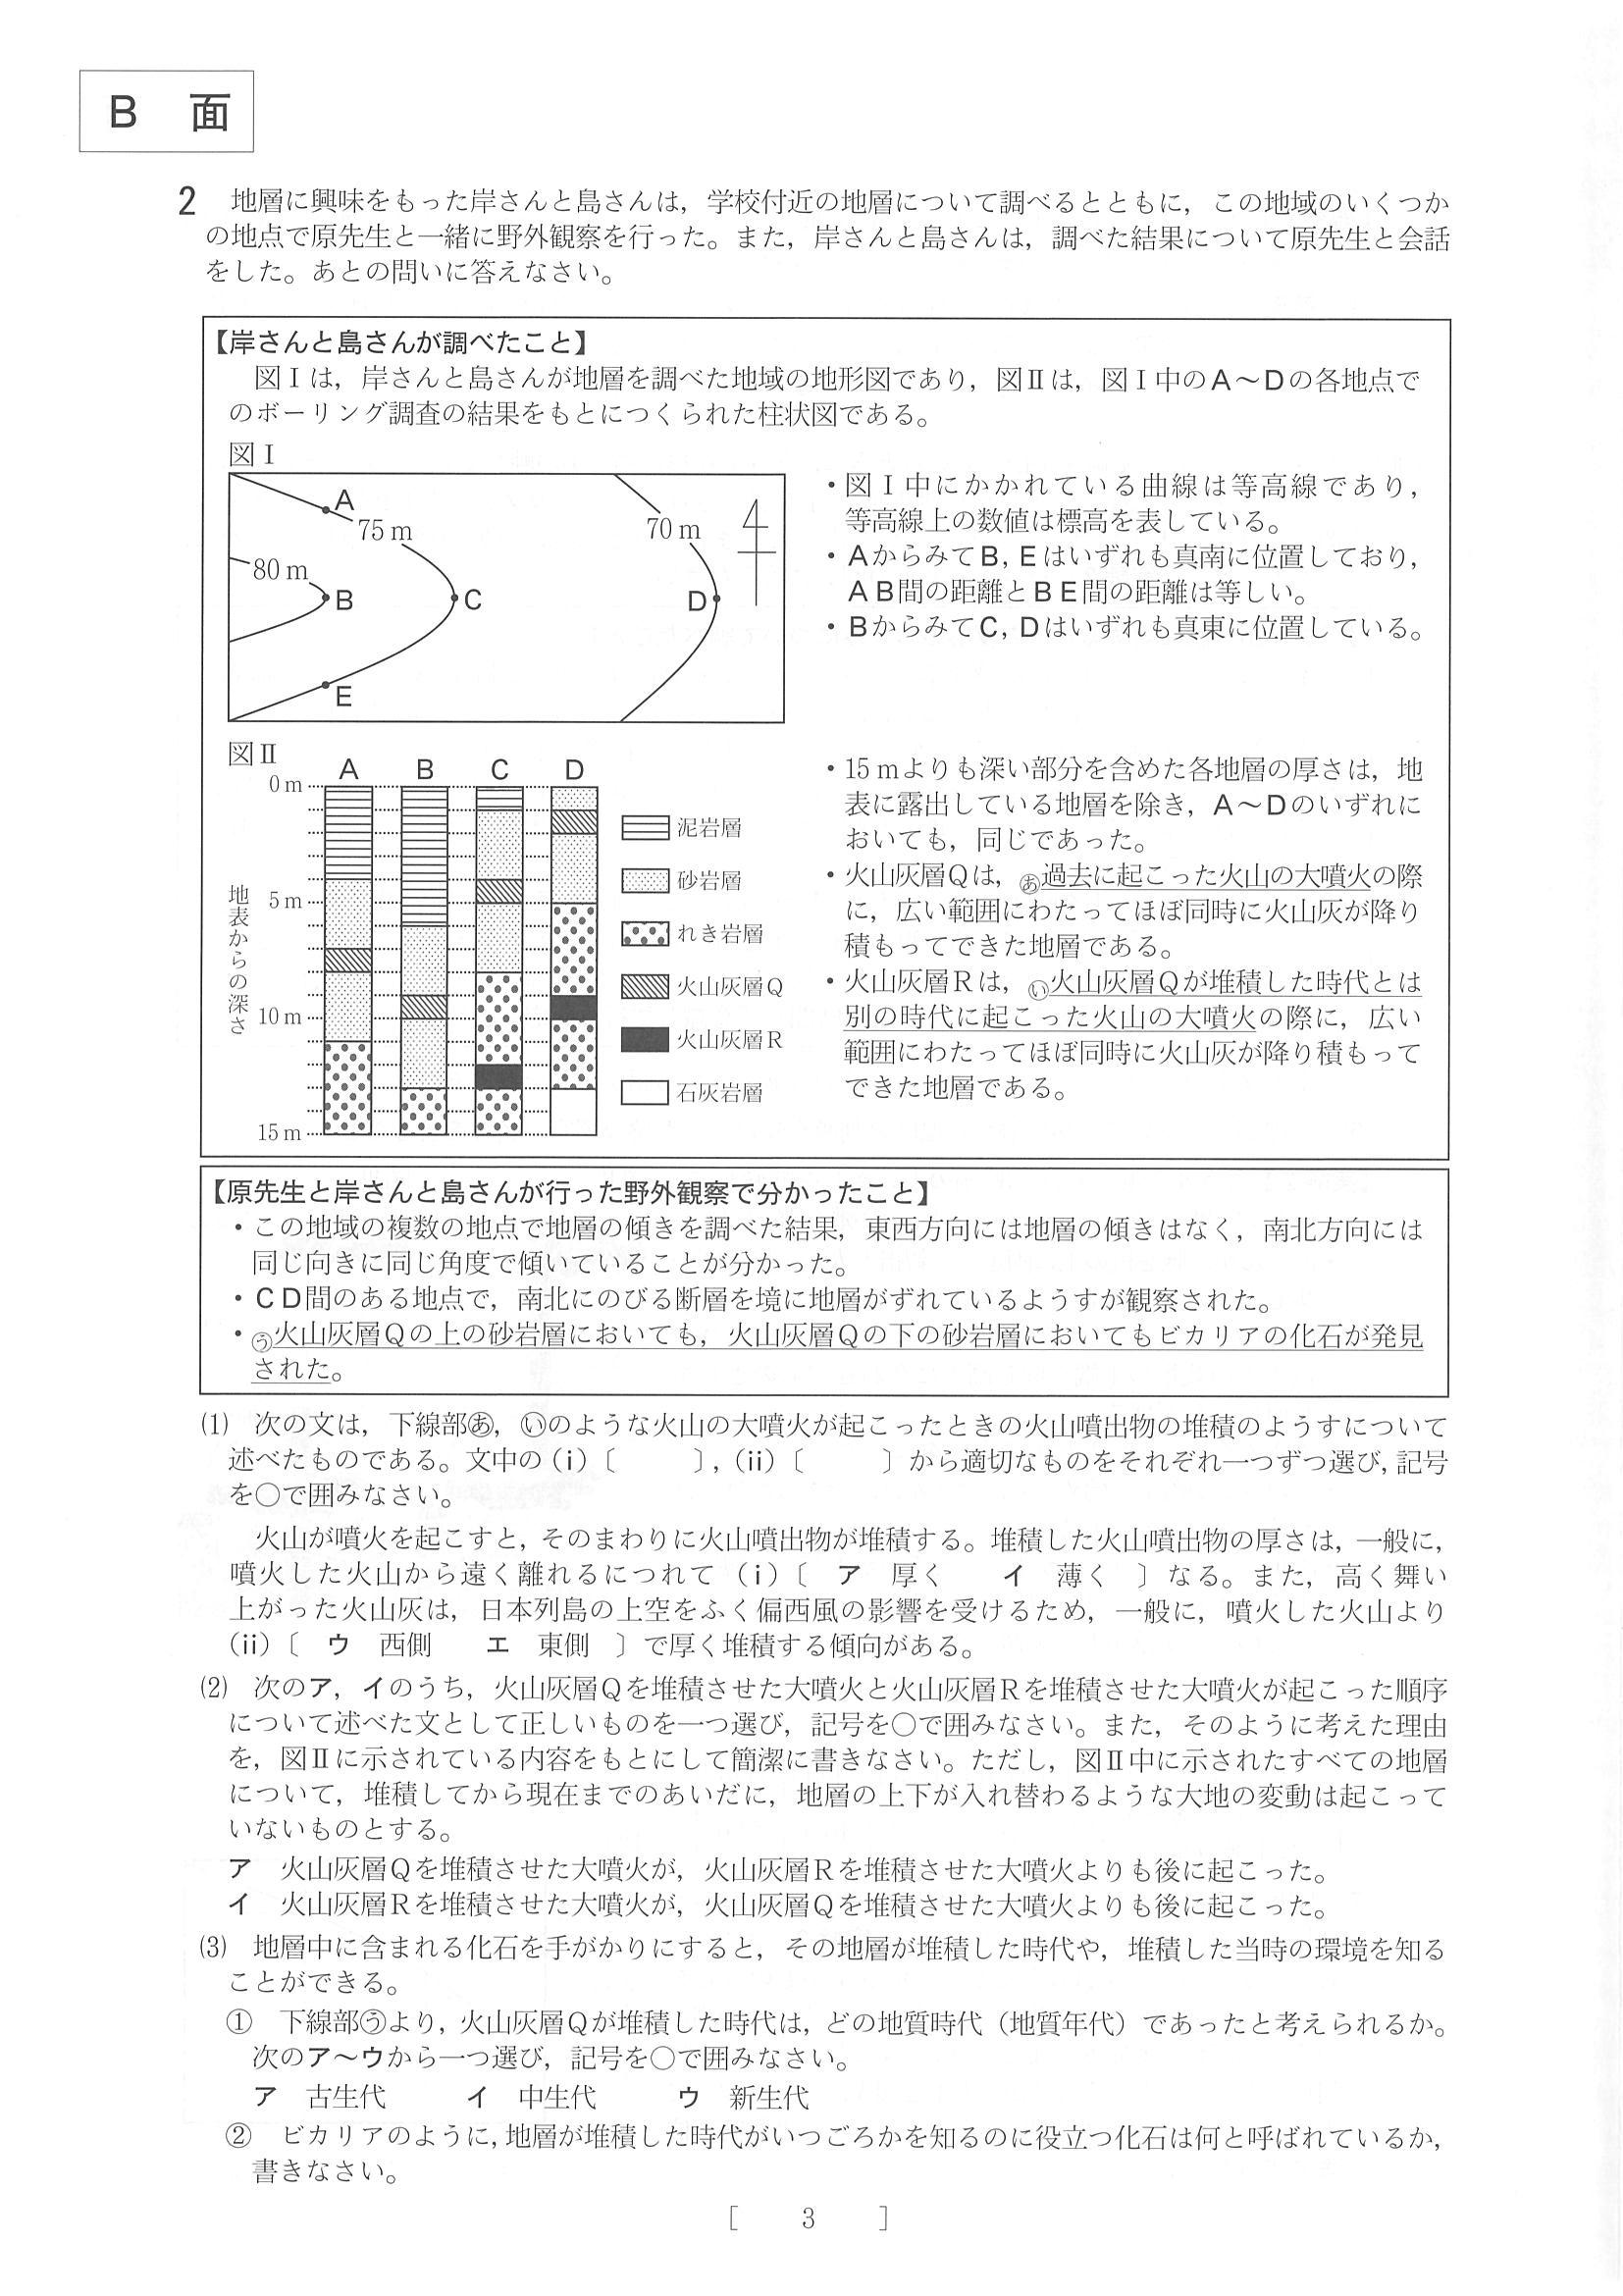 B 面
2 地層に興味をもった岸さんと島さんは，学校付近の地層について調べるとともに，この地域のいくつか
の地点で原先生と一緒に野外観察を行った。また，岸さんと島さんは，調べた結果について原先生と会話
をした。あとの問いに答えなさい。
【岸さんと島さんが調べたこと】
図Ⅰは，岸さんと島さんが地層を調べた地域の地形図であり，図Ⅱは，図Ⅰ中のA～Dの各地点で
のボーリング調査の結果をもとにつくられた柱状図である。
図Ⅰ
A
75 m
70 m
4
80 m
B
C
D
E
・図Ⅰ中にかかれている曲線は等高線であり，
等高線上の数値は標高を表している。
・AからみてB, Eはいずれも真南に位置しており，
AB間の距離とBE間の距離は等しい。
・BからみてC, Dはいずれも真東に位置している。
図Ⅱ
A B C D
0 m
5 m
10 m
15 m
地表からの深さ
泥岩層
砂岩層
れき岩層
火山灰層Q
火山灰層R
石灰岩層
・15 mよりも深い部分を含めた各地層の厚さは，地
表に露出している地層を除き，A～Dのいずれに
おいても，同じであった。
・火山灰層Qは，㋐過去に起こった火山の大噴火の際
に，広い範囲にわたってほぼ同時に火山灰が降り
積もってできた地層である。
・火山灰層Rは，い火山灰層Qが堆積した時代とは
別の時代に起こった火山の大噴火の際に，広い
範囲にわたってほぼ同時に火山灰が降り積もって
できた地層である。
【原先生と岸さんと島さんが行った野外観察で分かったこと】
・この地域の複数の地点で地層の傾きを調べた結果，東西方向には地層の傾きはなく，南北方向には
同じ向きに同じ角度で傾いていることが分かった。
・CD間のある地点で，南北にのびる断層を境に地層がずれているようすが観察された。
・う火山灰層Qの上の砂岩層においても，火山灰層Qの下の砂岩層においてもビカリアの化石が発見
された。
(1) 次の文は，下線部あ，いのような火山の大噴火が起こったときの火山噴出物の堆積のようすについて
述べたものである。文中の(i)〔　　〕，(ii)〔　　〕から適切なものをそれぞれ一つずつ選び，記号
を○で囲みなさい。
火山が噴火を起こすと，そのまわりに火山噴出物が堆積する。堆積した火山噴出物の厚さは，一般に，
噴火した火山から遠く離れるにつれて(i)〔 ア 厚く イ 薄く 〕なる。また，高く舞い
上がった火山灰は，日本列島の上空をふく偏西風の影響を受けるため，一般に，噴火した火山より
(ii)〔 ウ 西側 エ 東側 〕で厚く堆積する傾向がある。
(2) 次のア，イのうち，火山灰層Qを堆積させた大噴火と火山灰層Rを堆積させた大噴火が起こった順序
について述べた文として正しいものを一つ選び，記号を○で囲みなさい。また，そのように考えた理由
を，図Ⅱに示されている内容をもとにして簡潔に書きなさい。ただし，図Ⅱ中に示されたすべての地層
について，堆積してから現在までのあいだに，地層の上下が入れ替わるような大地の変動は起こって
いないものとする。
ア 火山灰層Qを堆積させた大噴火が，火山灰層Rを堆積させた大噴火よりも後に起こった。
イ 火山灰層Rを堆積させた大噴火が，火山灰層Qを堆積させた大噴火よりも後に起こった。
(3) 地層中に含まれる化石を手がかりにすると，その地層が堆積した時代や，堆積した当時の環境を知る
ことができる。
① 下線部うより，火山灰層Qが堆積した時代は，どの地質時代（地質年代）であったと考えられるか。
次のア～ウから一つ選び，記号を○で囲みなさい。
ア 古生代 イ 中生代 ウ 新生代
② ビカリアのように，地層が堆積した時代がいつごろかを知るのに役立つ化石は何と呼ばれているか，
書きなさい。
［ 3 ］